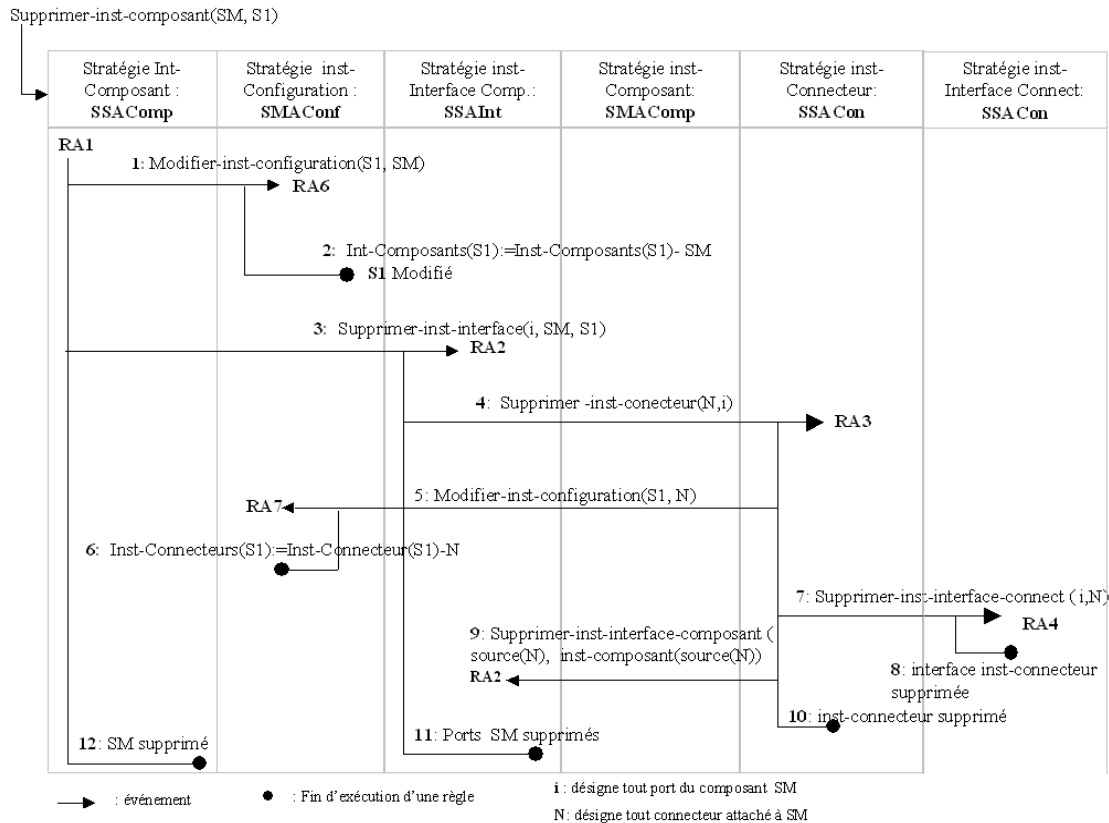 Supprimer-inst-composant(SM, S1)
Stratégie Int-
Composant :
SSAComp
Stratégie inst-
Configuration :
SMAConf
Stratégie inst-
Interface Comp.:
SSAInt
Stratégie inst-
Composant:
SMAComp
Stratégie inst-
Connecteur:
SSACon
Stratégie inst-
Interface Connect:
SSACon
RA1
1: Modifier-inst-configuration(S1, SM)
RA6
2: Int-Composants(S1):=Inst-Composants(S1)- SM
S1 Modifié
3: Supprimer-inst-interface(i, SM, S1)
RA2
4: Supprimer -inst-conecteur(N,i)
RA3
5: Modifier-inst-configuration(S1, N)
RA7
6: Inst-Connecteurs(S1):=Inst-Connecteur(S1)-N
7: Supprimer-inst-interface-connect ( i,N)
RA4
9: Supprimer-inst-interface-composant (
source(N), inst-composant(source(N))
RA2
8: interface inst-connecteur
supprimée
10: inst-connecteur supprimé
11: Ports SM supprimés
12: SM supprimé
: événement
: Fin d'exécution d'une règle
i : désigne tout port du composant SM
N: désigne tout connecteur attaché à SM